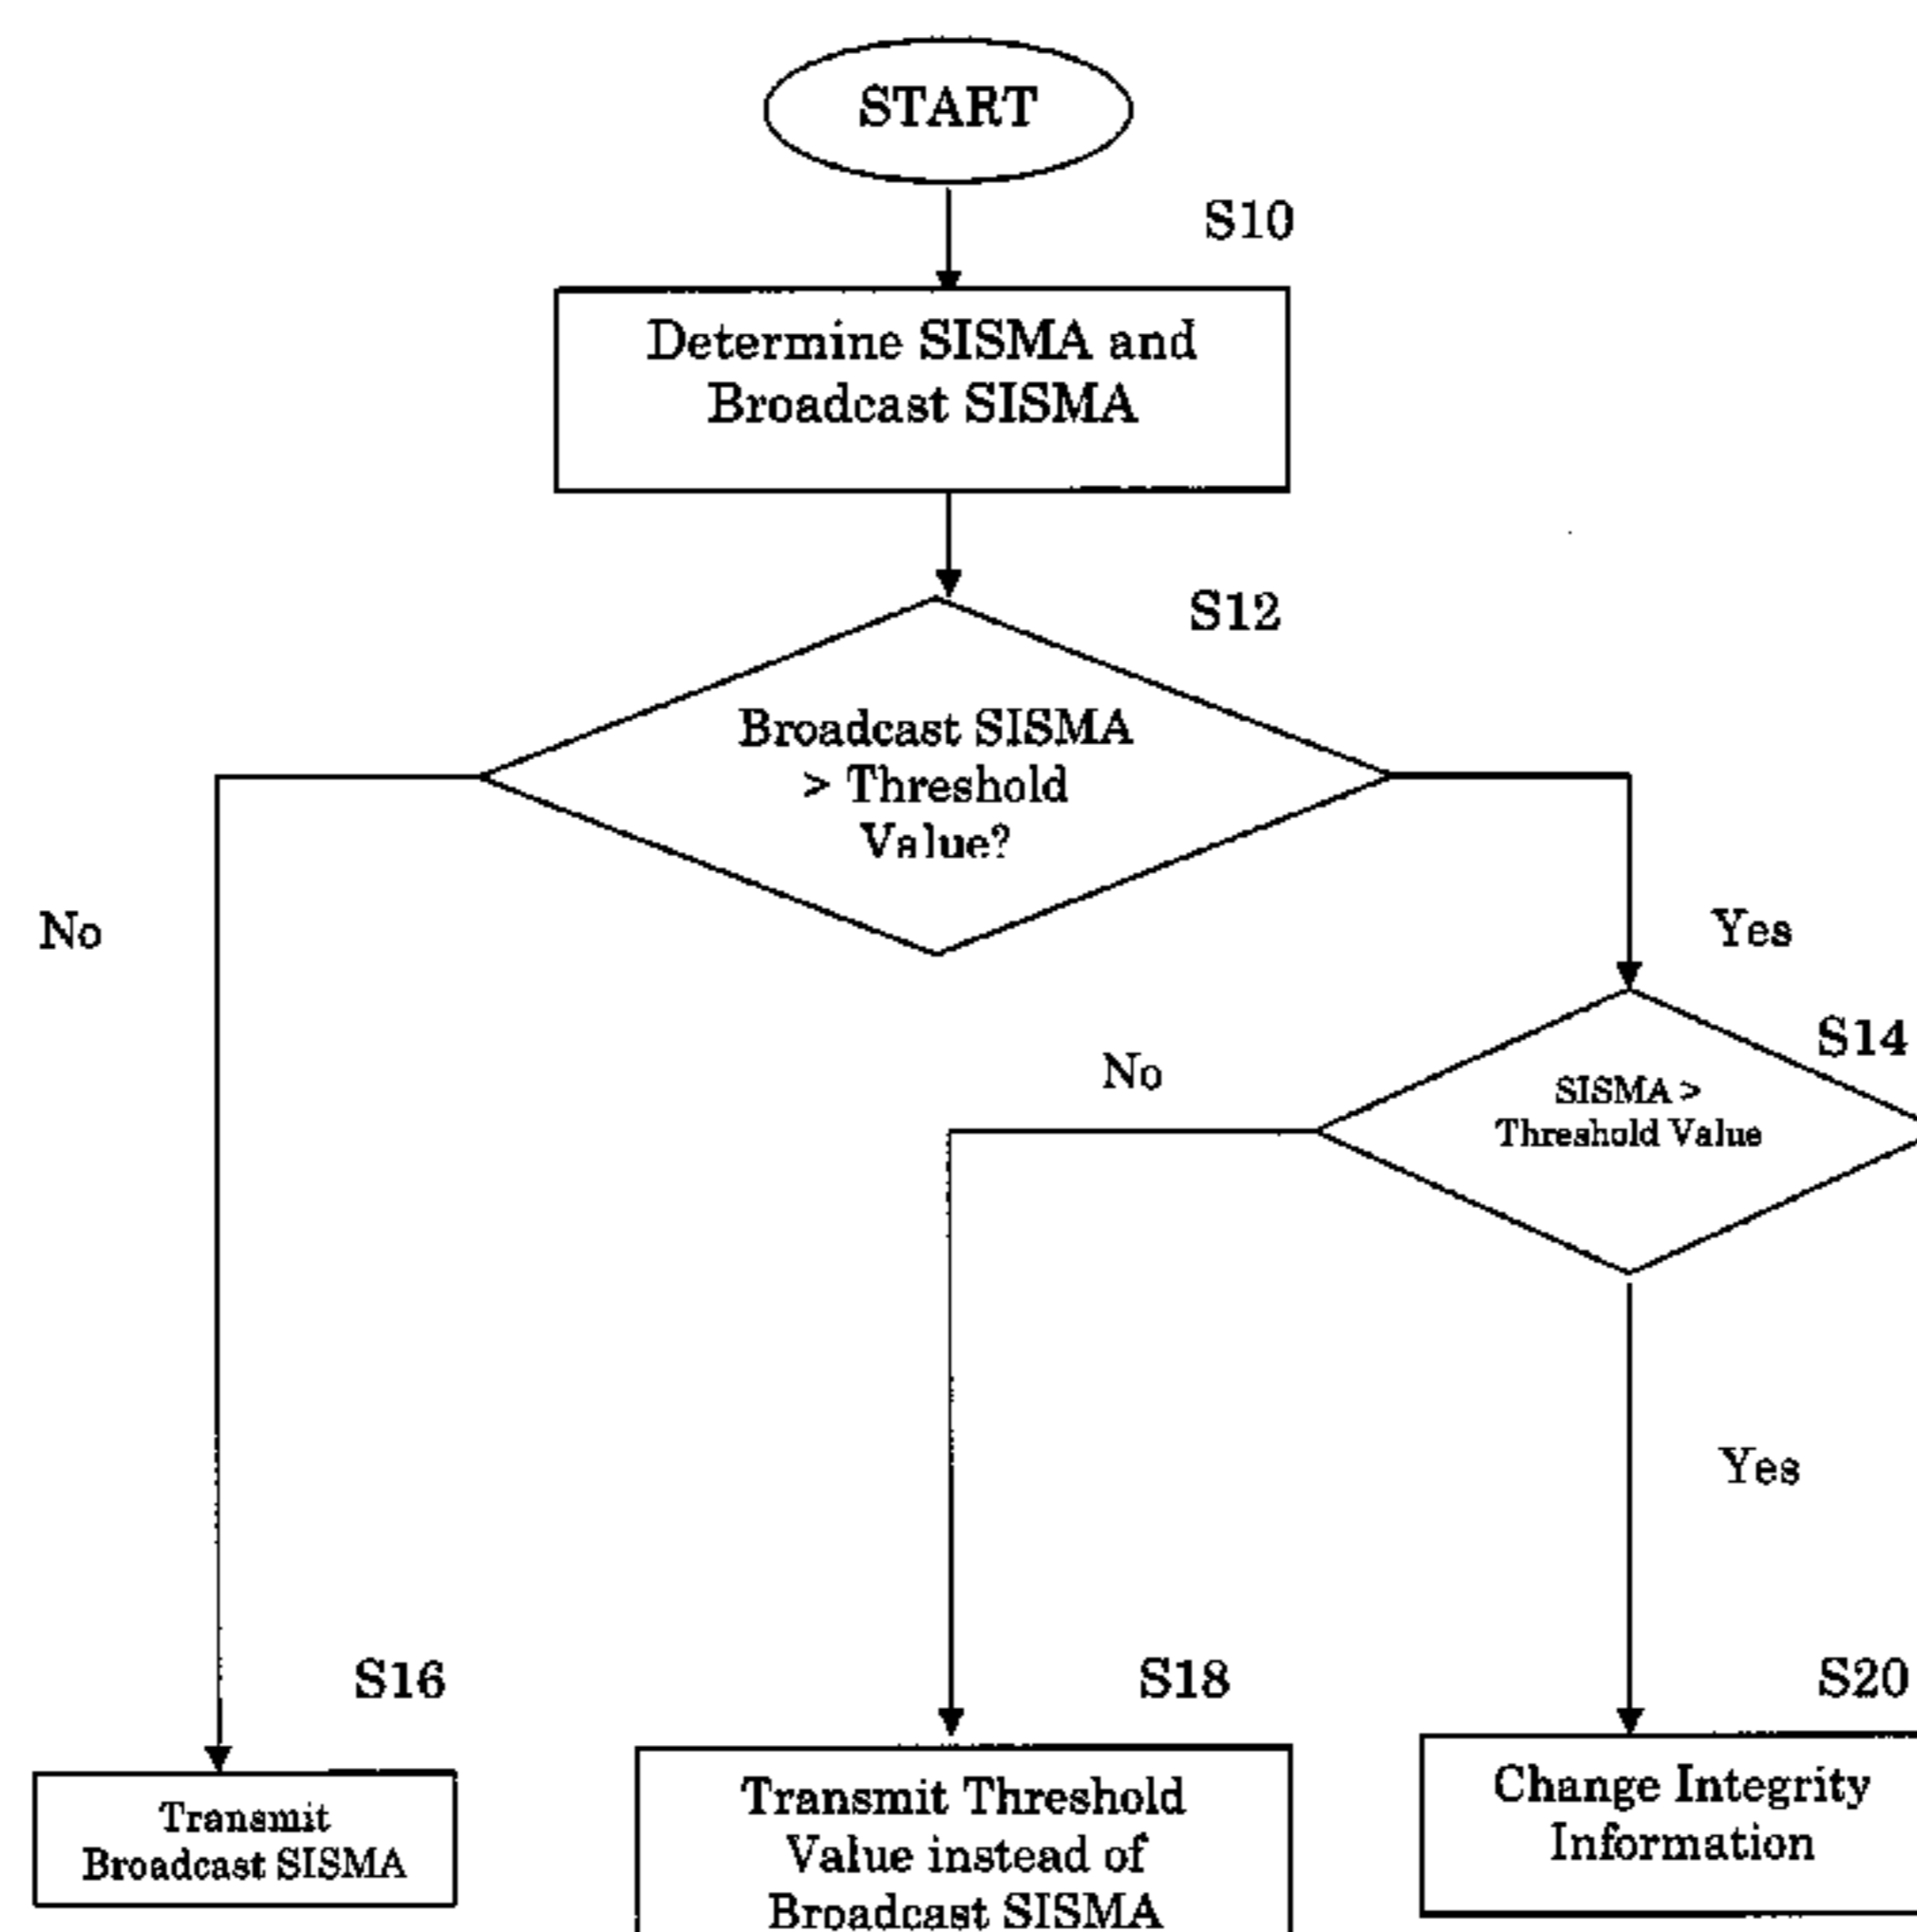 START
S10
Determine SISMA and
Broadcast SISMA
S12
Broadcast SISMA
> Threshold
Value?
No
Yes
S14
No
SISMA >
Threshold Value
Yes
S16
S18
S20
Transmit
Broadcast SISMA
Transmit Threshold
Value instead of
Broadcast SISMA
Change Integrity
Information